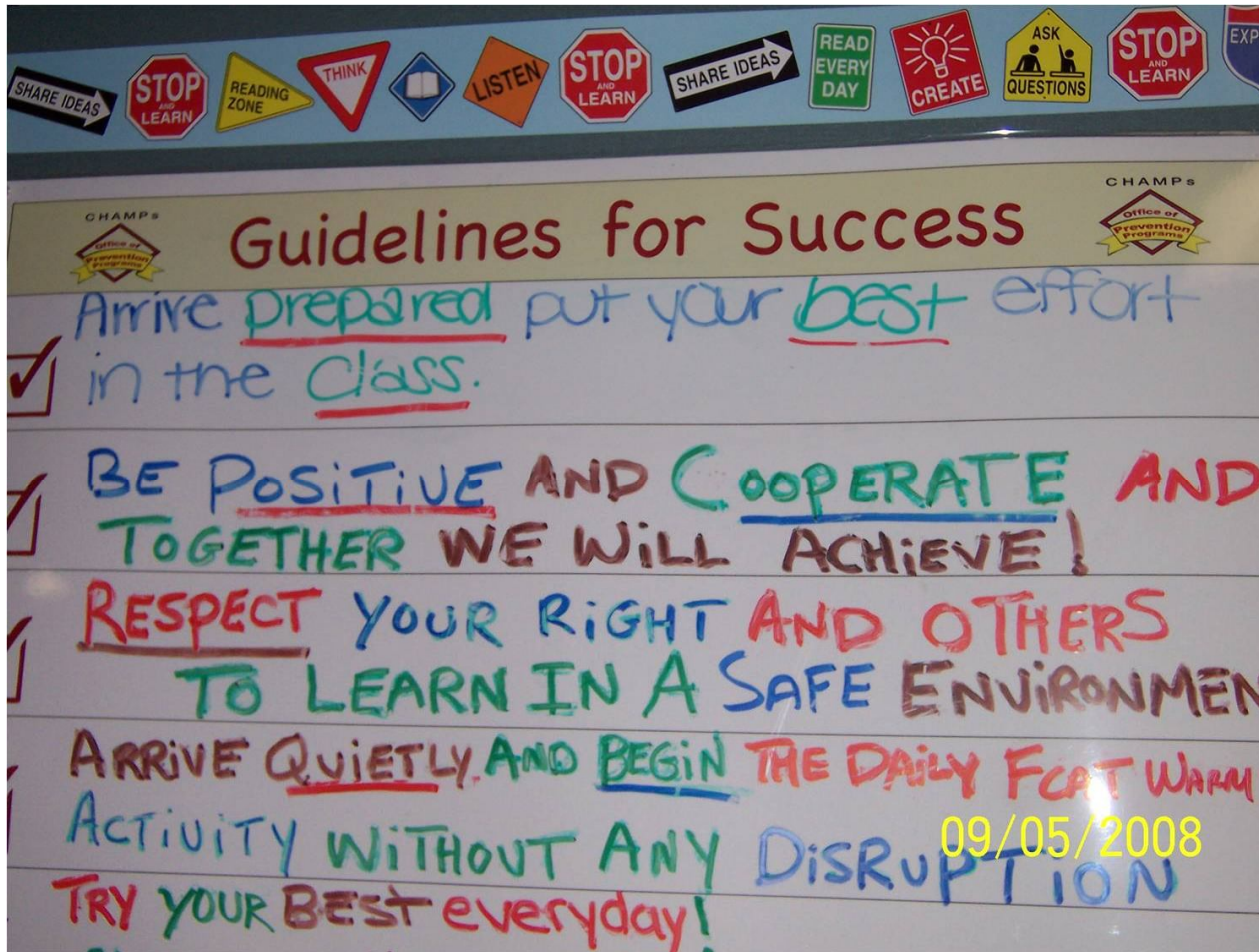 SHARE IDEAS
STOP AND LEARN
READING ZONE
THINK
LISTEN
STOP AND LEARN
SHARE IDEAS
READ EVERY DAY
CREATE
ASK QUESTIONS
STOP AND LEARN
EXP
CHAMPs
Office of
Prevention
Programs
Guidelines for Success
CHAMPs
Office of
Prevention
Programs
Arrive prepared put your best effort
in the class.
BE POSITIVE AND COOPERATE AND
TOGETHER WE WILL ACHIEVE!
RESPECT YOUR RIGHT AND OTHERS
TO LEARN IN A SAFE ENVIRONMEN
ARRIVE QUIETLY AND BEGIN THE DAILY FCAT WARM
ACTIVITY WITHOUT ANY DISRUPTION
09/05/2008
TRY YOUR BEST everyday!